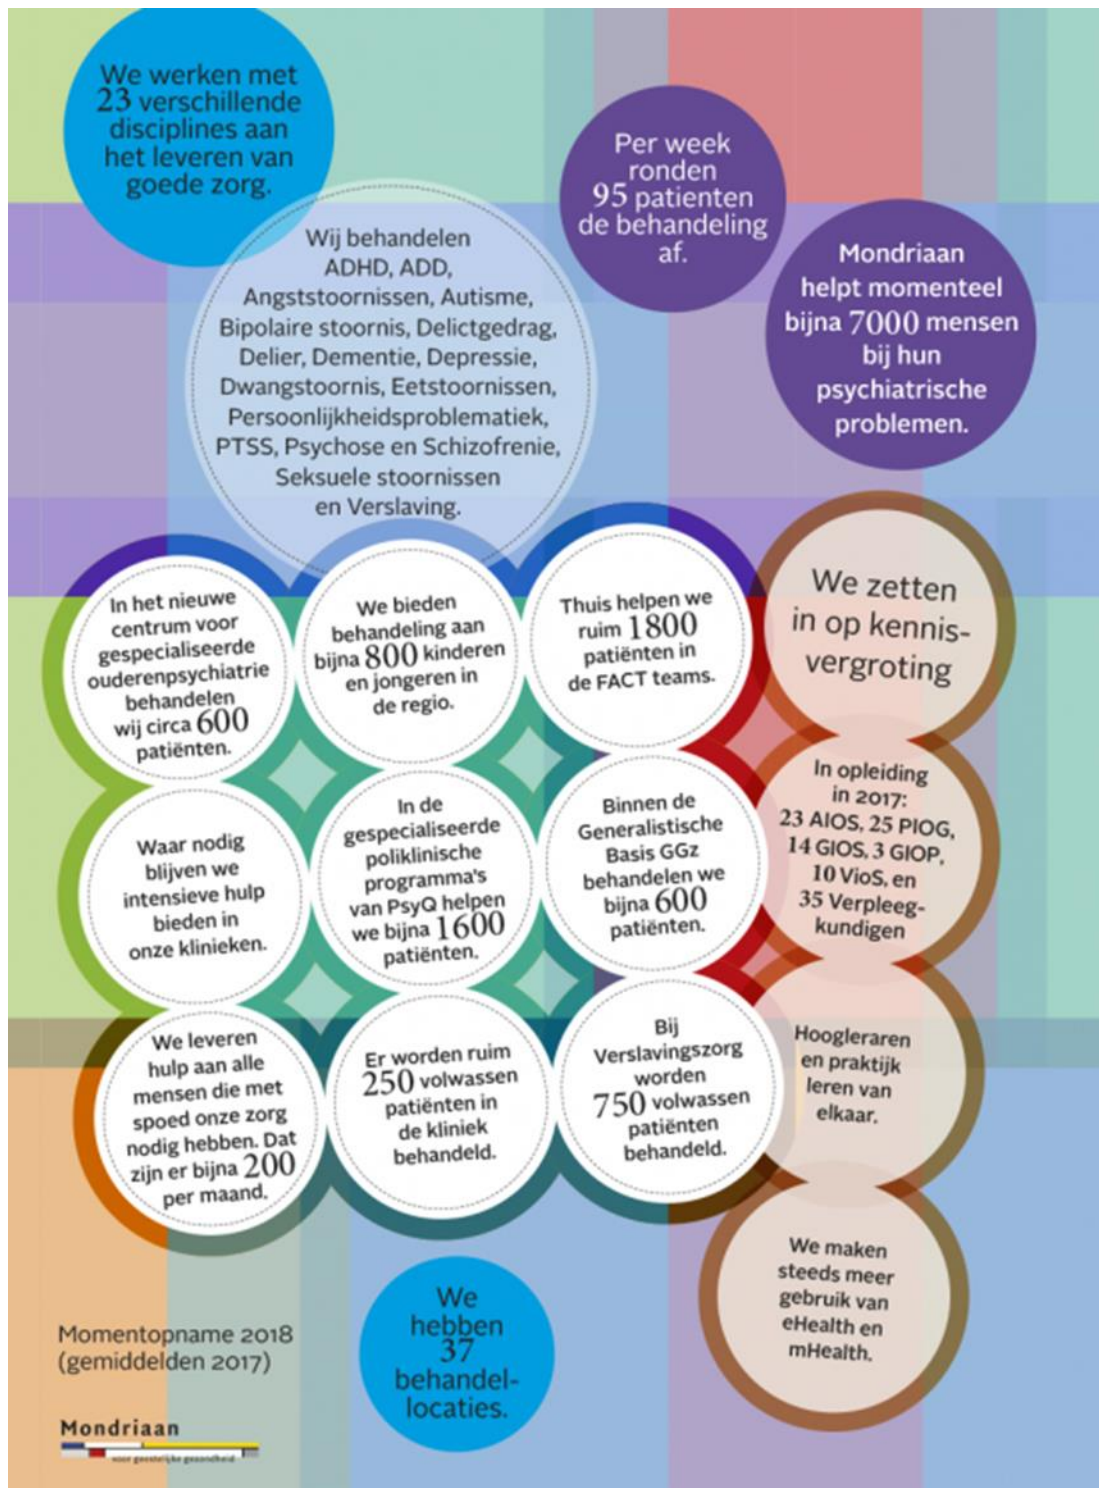 We werken met
23 verschillende
disciplines aan
het leveren van
goede zorg.
Per week
ronden
95 patienten
de behandeling
af.
Wij behandelen
ADHD, ADD,
Angststoornissen, Autisme,
Bipolaire stoornis, Delictgedrag,
Delier, Dementie, Depressie,
Dwangstoornis, Eetstoornissen,
Persoonlijkheidsproblematiek,
PTSS, Psychose en Schizofrenie,
Seksuele stoornissen
en Verslaving.
Mondriaan
helpt momenteel
bijna 7000 mensen
bij hun
psychiatrische
problemen.
In het nieuwe
centrum voor
gespecialiseerde
ouderenpsychiatrie
behandelen
wij circa 600
patiënten.
We bieden
behandeling aan
bijna 800 kinderen
en jongeren in
de regio.
Thuis helpen we
ruim 1800
patiënten in
de FACT teams.
We zetten
in op kennis-
vergroting
Waar nodig
blijven we
intensieve hulp
bieden in
onze klinieken.
In de
gespecialiseerde
poliklinische
programma's
van PsyQ helpen
we bijna 1600
patiënten.
Binnen de
Generalistische
Basis GGz
behandelen we
bijna 600
patiënten.
In opleiding
in 2017:
23 AIOS, 25 PIOG,
14 GIOS, 3 GIOP,
10 VioS, en
35 Verpleeg-
kundigen
We leveren
hulp aan alle
mensen die met
spoed onze zorg
nodig hebben. Dat
zijn er bijna 200
per maand.
Er worden ruim
250 volwassen
patiënten in
de kliniek
behandeld.
Bij
Verslavingszorg
worden
750 volwassen
patiënten
behandeld.
Hoogleraren
en praktijk
leren van
elkaar.
We maken
steeds meer
gebruik van
eHealth en
mHealth.
We
hebben
37
behandel-
locaties.
Momentopname 2018
(gemiddelden 2017)
Mondriaan
voor geestelijke gezondheid